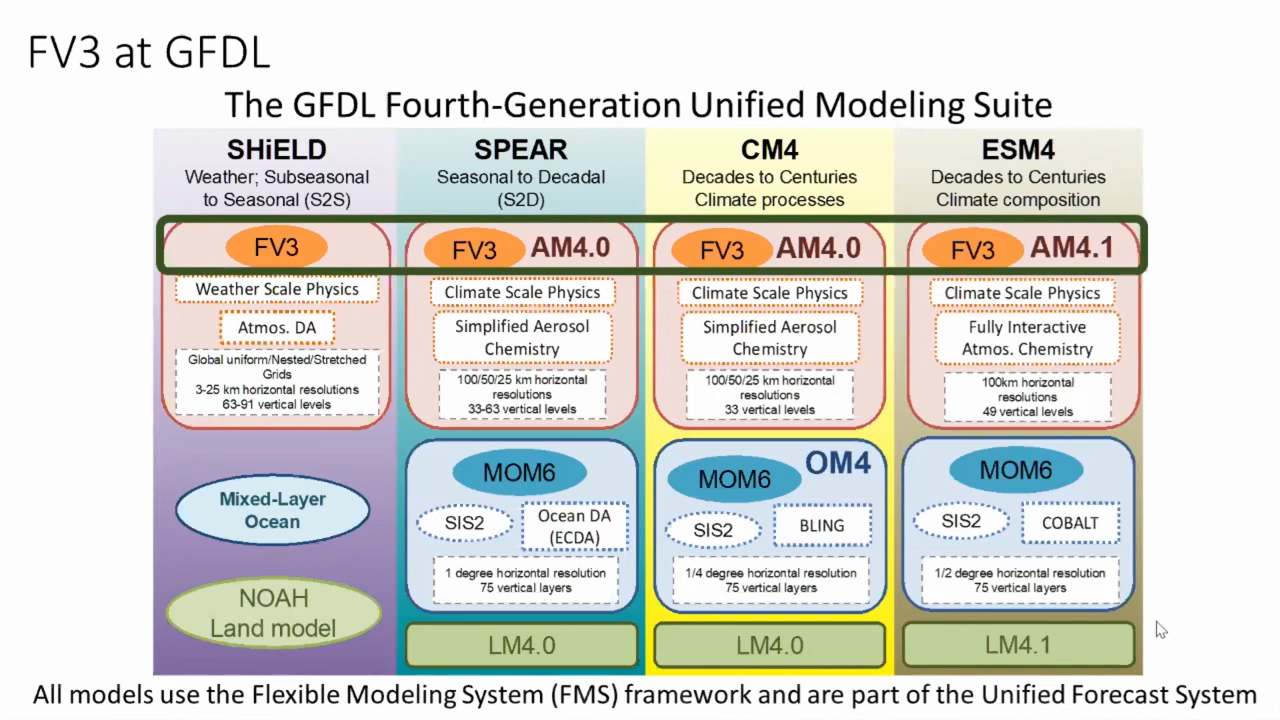 FV3 at GFDL
The GFDL Fourth-Generation Unified Modeling Suite
SHiELD
Weather; Subseasonal
to Seasonal (S2S)
FV3
Weather Scale Physics
Atmos. DA
Global uniform/Nested/Stretched
Grids
3-25 km horizontal resolutions
63-91 vertical levels
Mixed-Layer
Ocean
NOAH
Land model
SPEAR
Seasonal to Decadal
(S2D)
FV3 AM4.0
Climate Scale Physics
Simplified Aerosol
Chemistry
100/50/25 km horizontal
resolutions
33-63 vertical levels
MOM6
SIS2
Ocean DA
(ECDA)
1 degree horizontal resolution
75 vertical layers
LM4.0
CM4
Decades to Centuries
Climate processes
FV3 AM4.0
Climate Scale Physics
Simplified Aerosol
Chemistry
100/50/25 km horizontal
resolutions
33 vertical levels
OM4
MOM6
SIS2
BLING
1/4 degree horizontal resolution
75 vertical layers
LM4.0
ESM4
Decades to Centuries
Climate composition
FV3 AM4.1
Climate Scale Physics
Fully Interactive
Atmos. Chemistry
100km horizontal
resolutions
49 vertical levels
MOM6
SIS2
COBALT
1/2 degree horizontal resolution
75 vertical layers
LM4.1
All models use the Flexible Modeling System (FMS) framework and are part of the Unified Forecast System